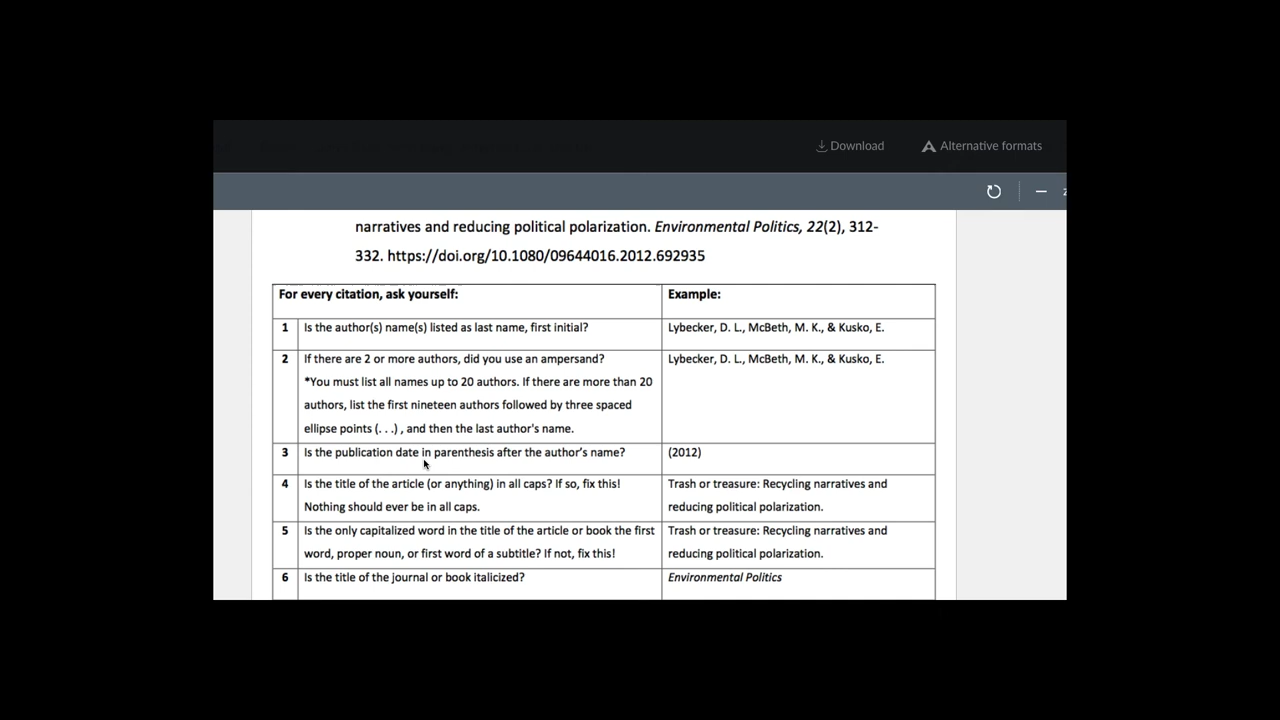 Download
Alternative formats
narratives and reducing political polarization. Environmental Politics, 22(2), 312-
332. https://doi.org/10.1080/09644016.2012.692935
For every citation, ask yourself:
Example:
1
Is the author(s) name(s) listed as last name, first initial?
Lybecker, D. L., McBeth, M. K., & Kusko, E.
2
If there are 2 or more authors, did you use an ampersand?
*You must list all names up to 20 authors. If there are more than 20
authors, list the first nineteen authors followed by three spaced
ellipse points (. . .) , and then the last author's name.
Lybecker, D. L., McBeth, M. K., & Kusko, E.
3
Is the publication date in parenthesis after the author's name?
(2012)
4
Is the title of the article (or anything) in all caps? If so, fix this!
Nothing should ever be in all caps.
Trash or treasure: Recycling narratives and
reducing political polarization.
5
Is the only capitalized word in the title of the article or book the first
word, proper noun, or first word of a subtitle? If not, fix this!
Trash or treasure: Recycling narratives and
reducing political polarization.
6
Is the title of the journal or book italicized?
Environmental Politics